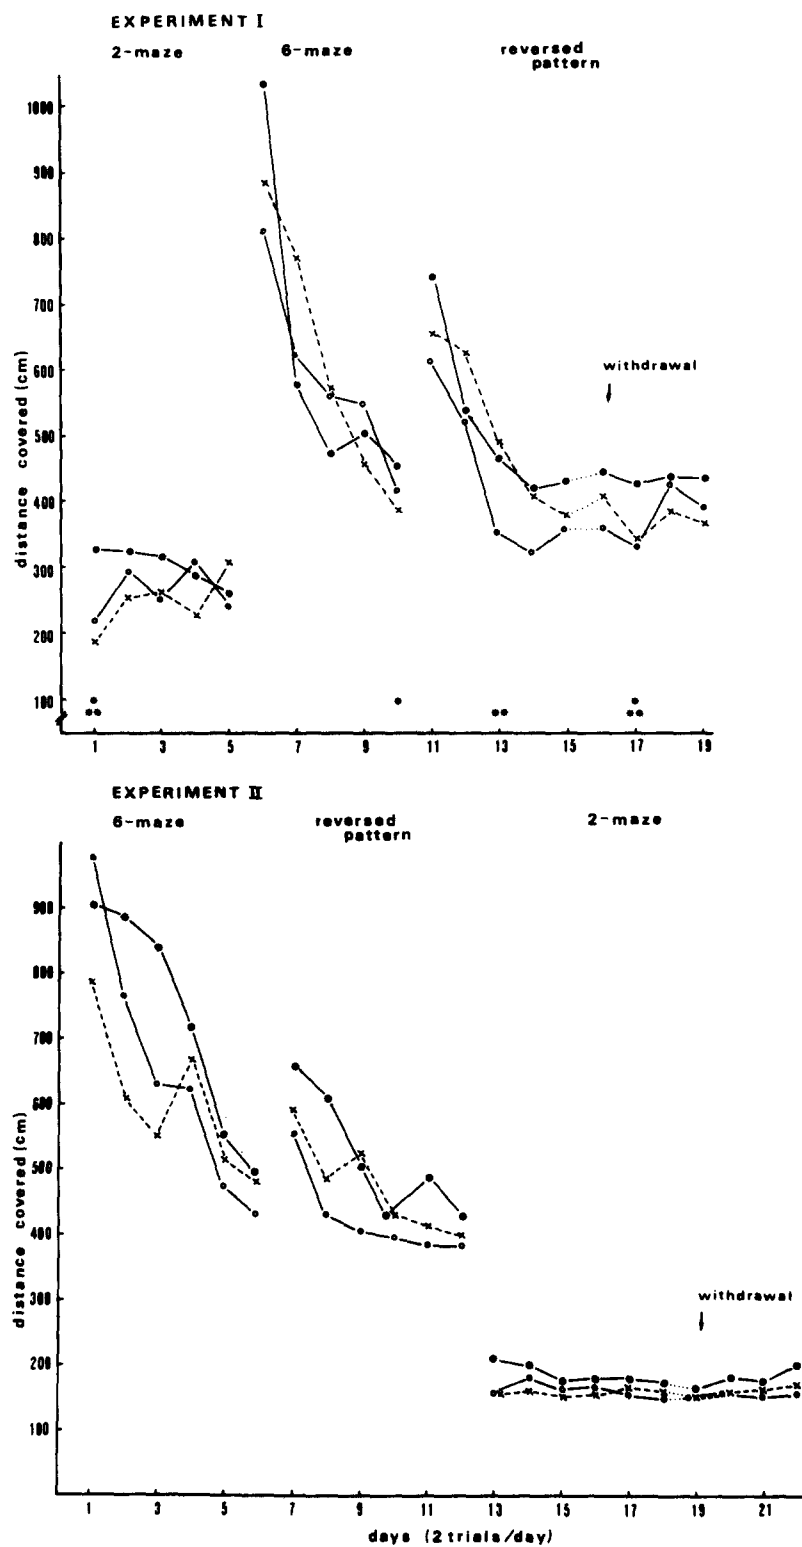 EXPERIMENT I
2-maze 6-maze reversed pattern
1000
900
800
700
600
500
400
300
200
100
distance covered (cm)
withdrawal
1 3 5 7 9 11 13 15 17 19
EXPERIMENT II
6-maze reversed pattern 2-maze
900
800
700
600
500
400
300
200
100
distance covered (cm)
withdrawal
1 3 5 7 9 11 13 15 17 19 21
days (2 trials/day)